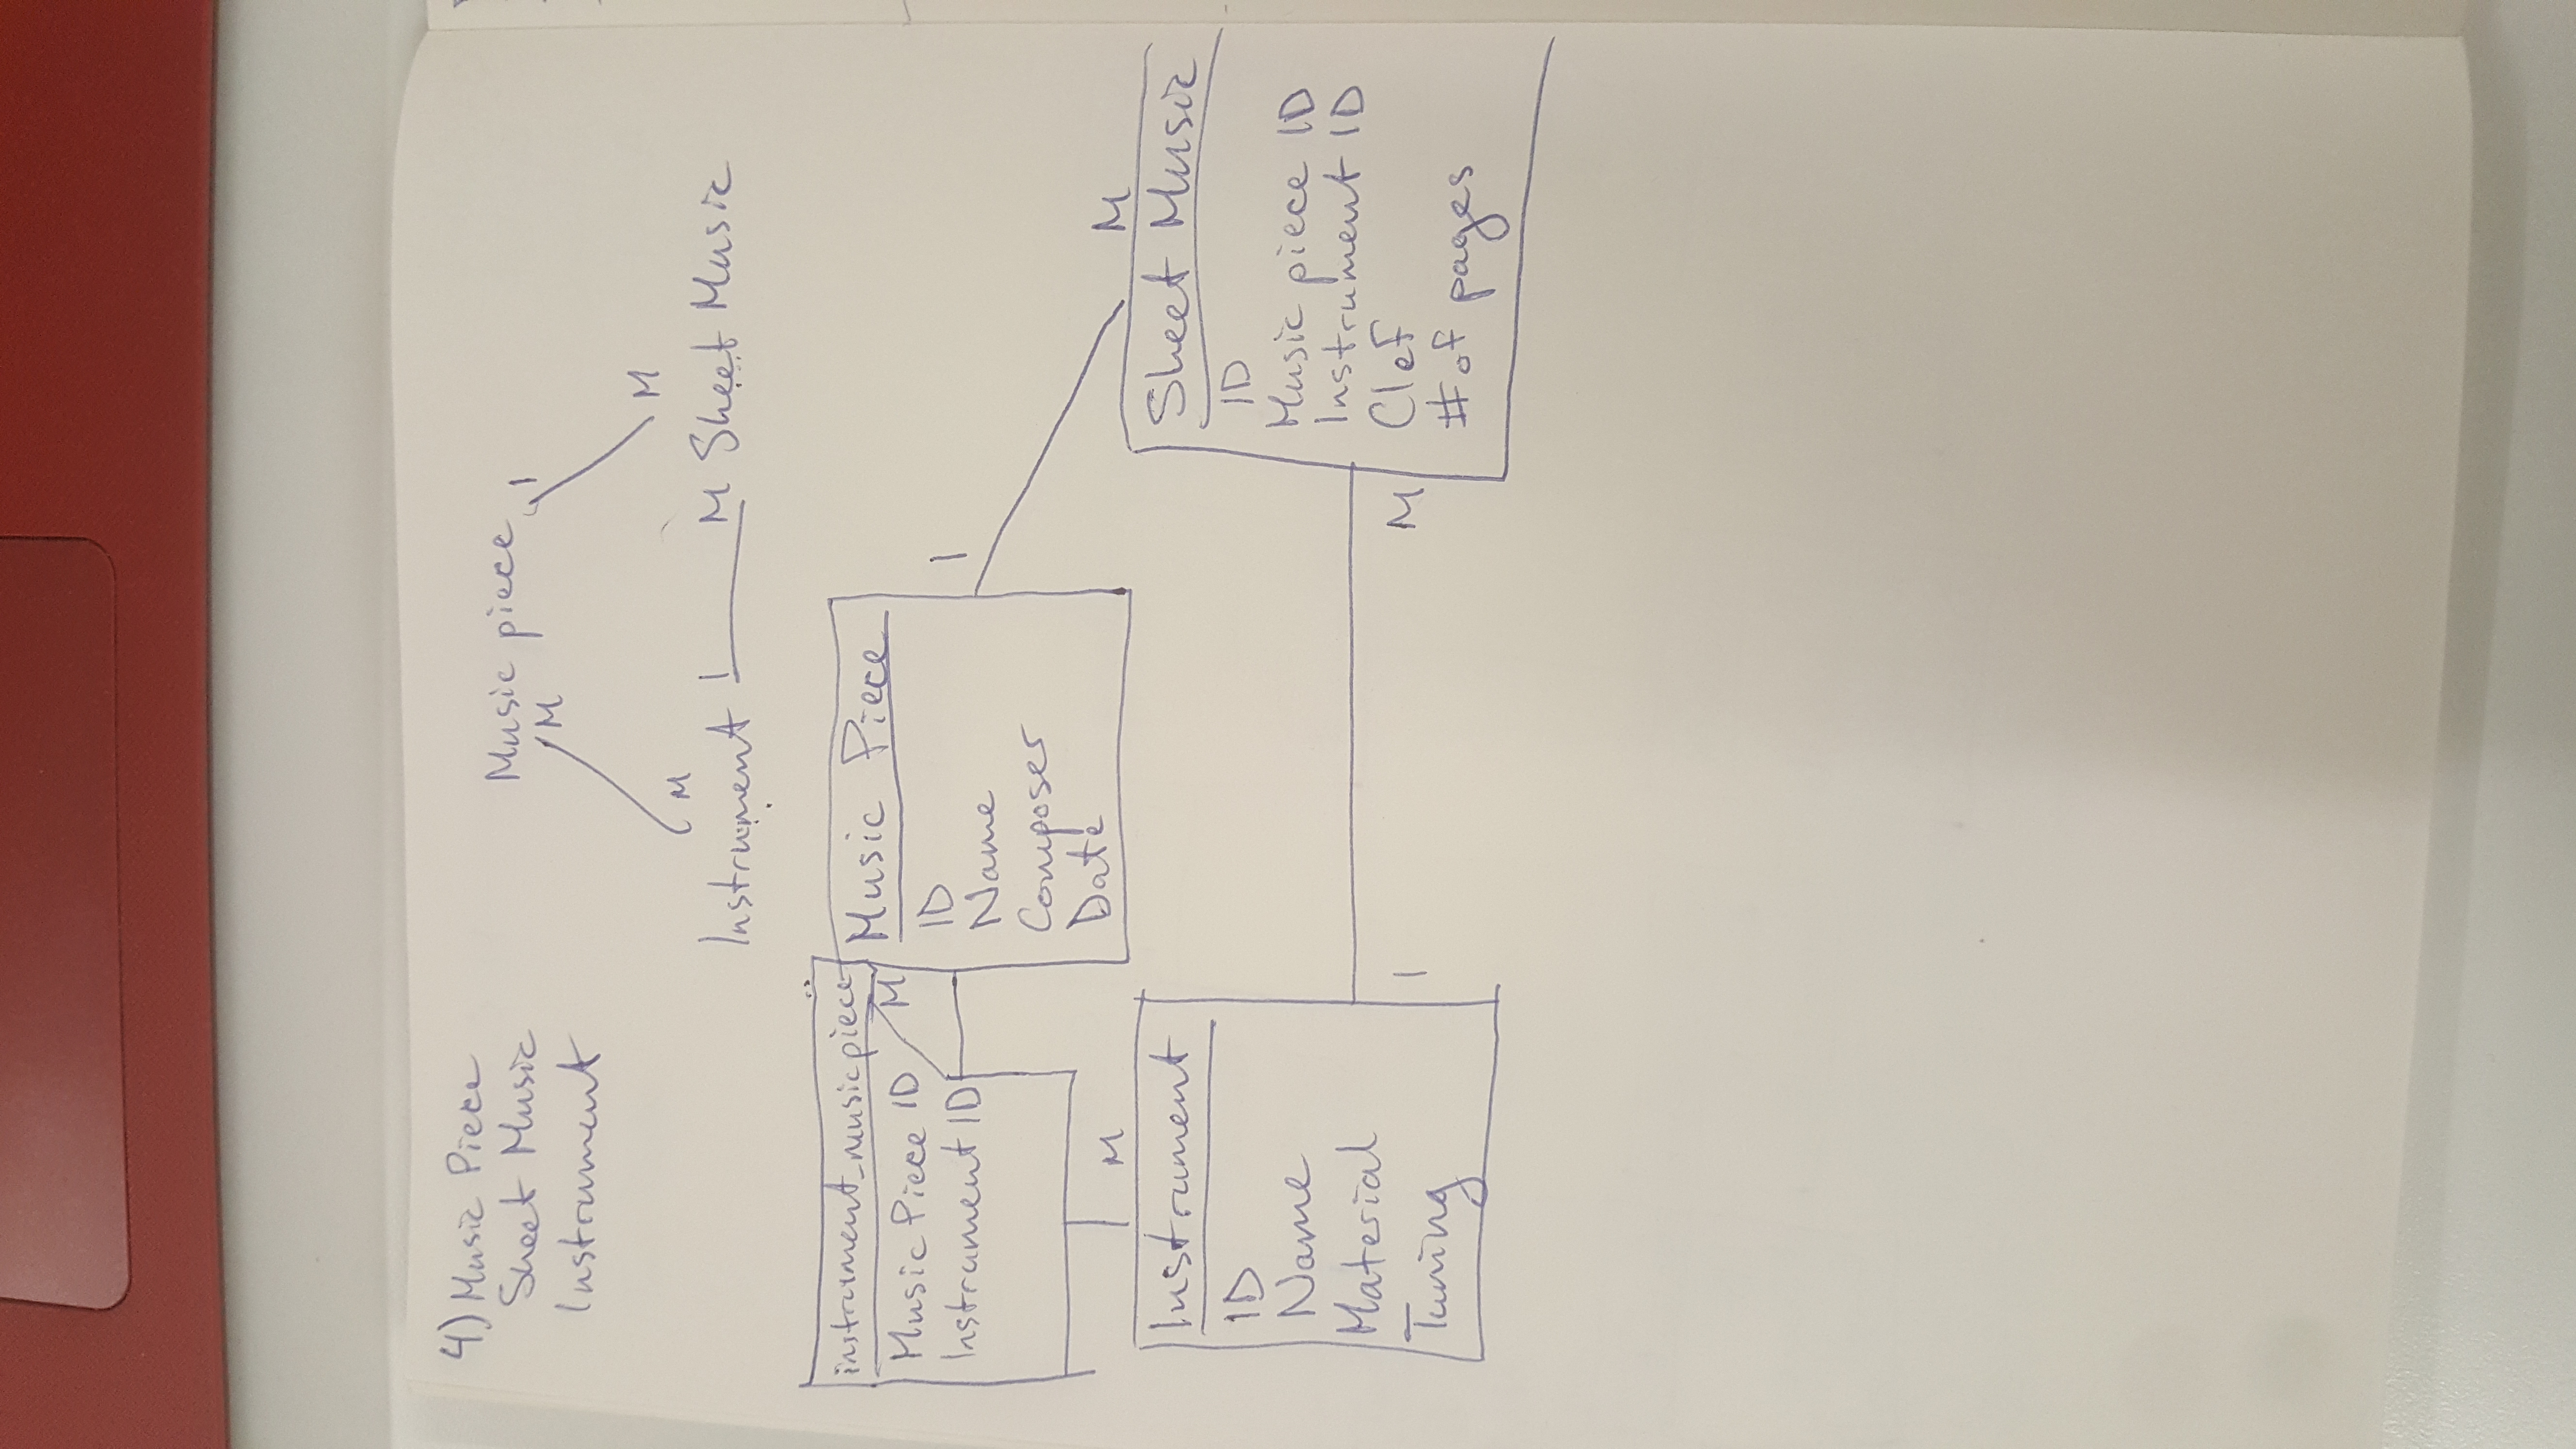 4) Music Piece
Sheet Music
Instrument
Music piece
1
M
M
M
Instrument
1
M
Sheet Music
instrument_musicpiece
Music Piece ID
Instrument ID
M
M
Music Piece
ID
Name
Composer
Date
1
M
Instrument
ID
Name
Material
Tuning
1
M
Sheet Music
ID
Music piece ID
Instrument ID
Clef
# of pages